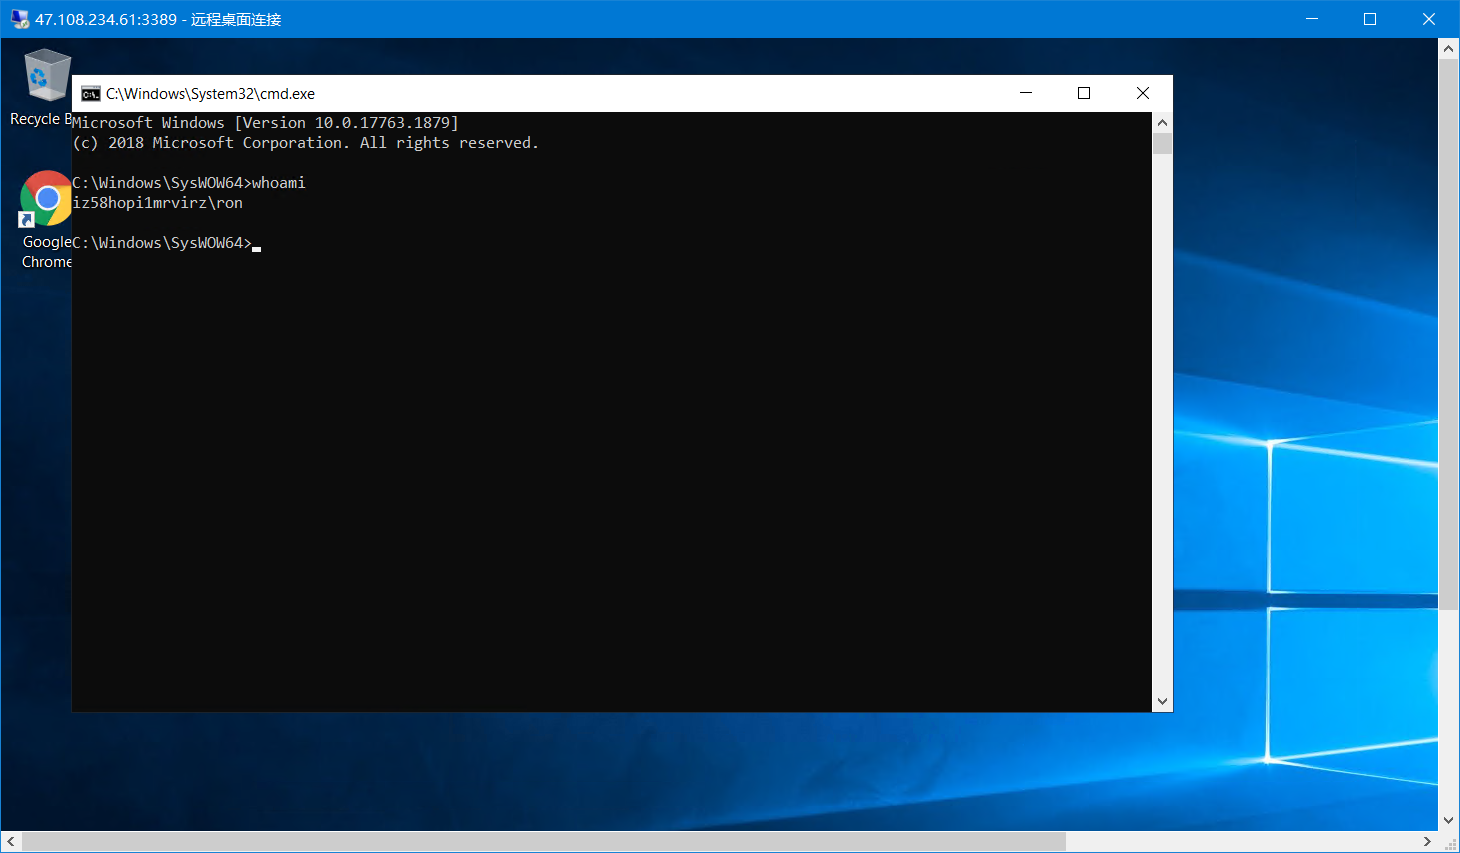 47.108.234.61:3389 - 远程桌面连接
Recycle B
C:\Windows\System32\cmd.exe
Microsoft Windows [Version 10.0.17763.1879]
(c) 2018 Microsoft Corporation. All rights reserved.
C:\Windows\SysWOW64>whoami
iz58hopi1mrvirz\ron
C:\Windows\SysWOW64>
Google
Chrome